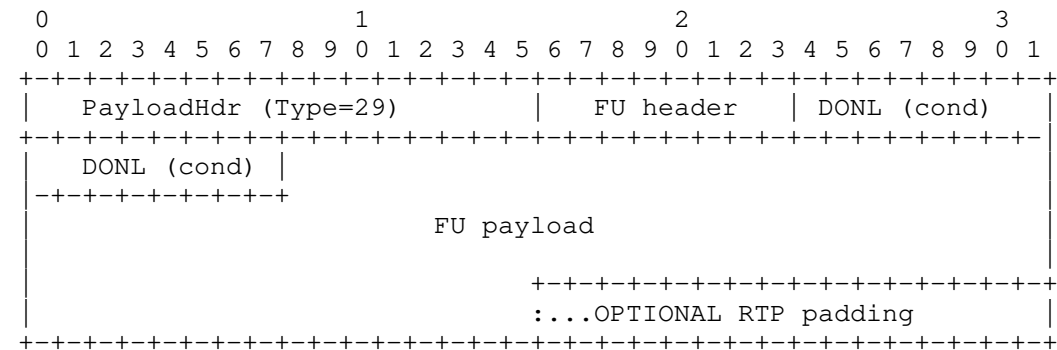 0                   1                   2                   3
 0 1 2 3 4 5 6 7 8 9 0 1 2 3 4 5 6 7 8 9 0 1 2 3 4 5 6 7 8 9 0 1
+-+-+-+-+-+-+-+-+-+-+-+-+-+-+-+-+-+-+-+-+-+-+-+-+-+-+-+-+-+-+-+-+
|   PayloadHdr (Type=29)        |   FU header   | DONL (cond)   |
+-+-+-+-+-+-+-+-+-+-+-+-+-+-+-+-+-+-+-+-+-+-+-+-+-+-+-+-+-+-+-+-|
|   DONL (cond) |                                               |
|-+-+-+-+-+-+-+-+                                               |
|                         FU payload                            |
|                                                               |
|                               +-+-+-+-+-+-+-+-+-+-+-+-+-+-+-+-+
|                               :...OPTIONAL RTP padding        |
+-+-+-+-+-+-+-+-+-+-+-+-+-+-+-+-+-+-+-+-+-+-+-+-+-+-+-+-+-+-+-+-+